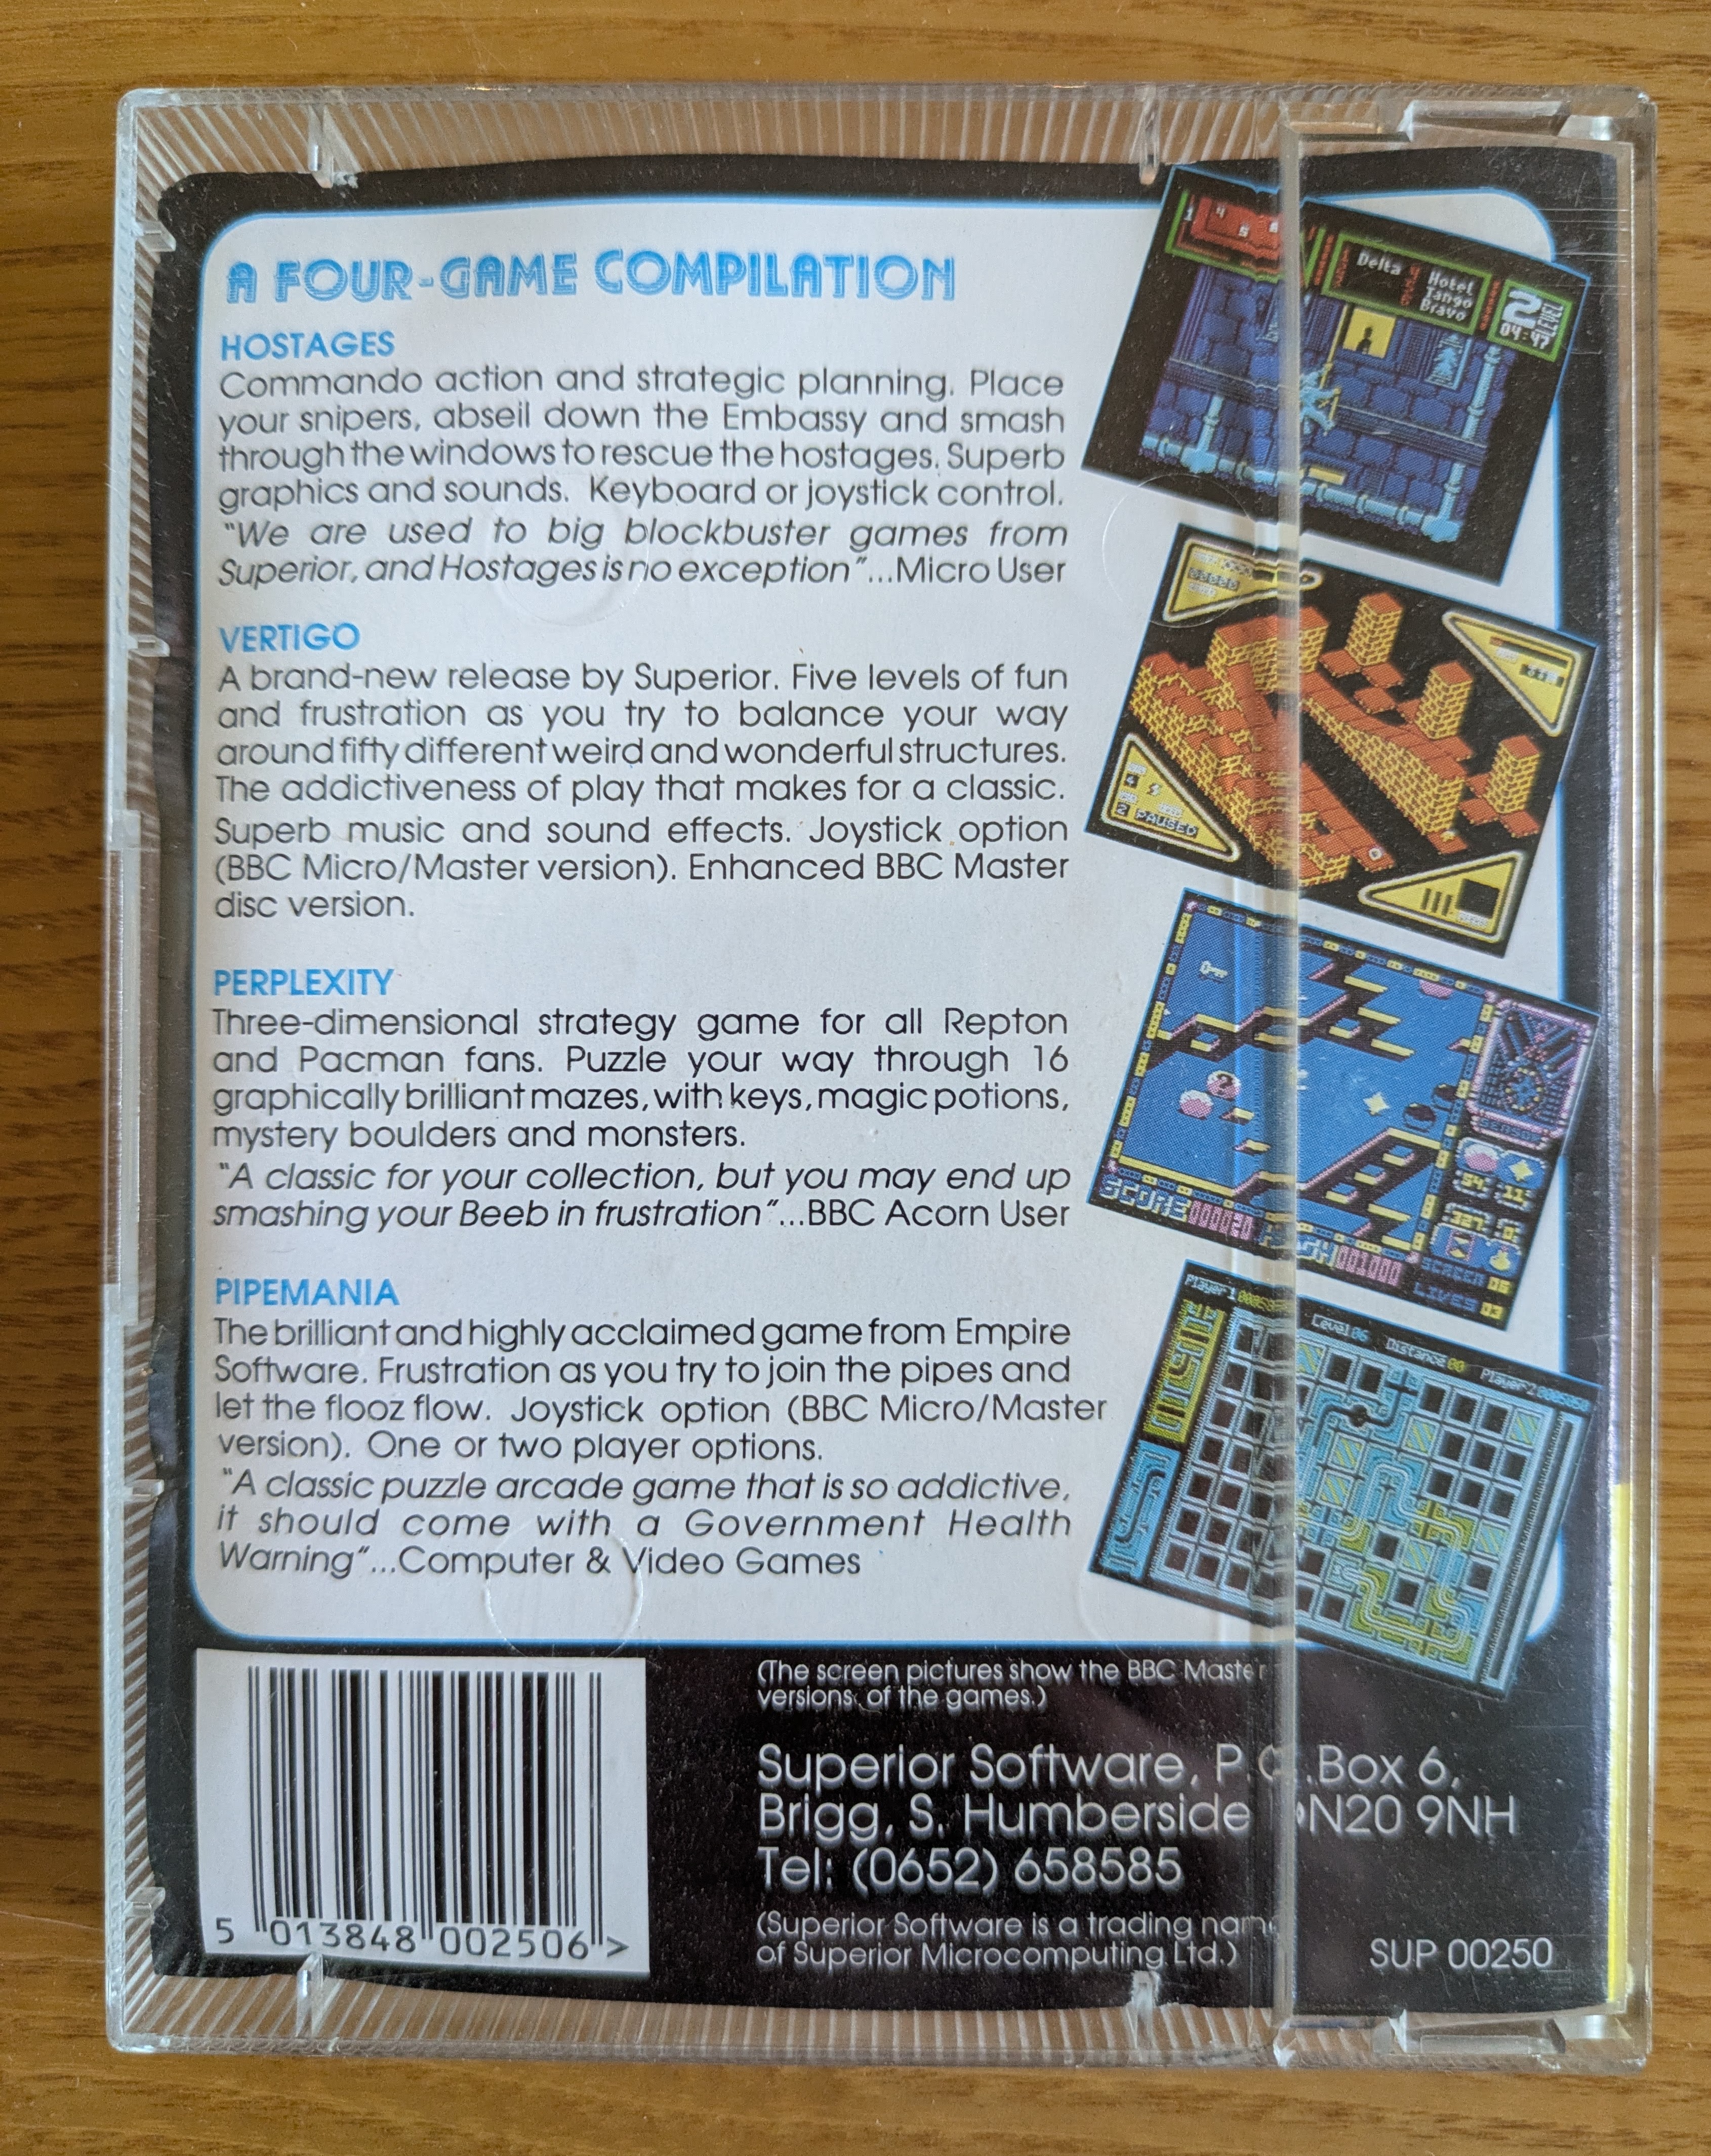 A FOUR-GAME COMPILATION
HOSTAGES
Commando action and strategic planning. Place
your snipers, abseil down the Embassy and smash
through the windows to rescue the hostages. Superb
graphics and sounds. Keyboard or joystick control.
"We are used to big blockbuster games from
Superior, and Hostages is no exception"...Micro User
VERTIGO
A brand-new release by Superior. Five levels of fun
and frustration as you try to balance your way
around fifty different weird and wonderful structures.
The addictiveness of play that makes for a classic.
Superb music and sound effects. Joystick option
(BBC Micro/Master version). Enhanced BBC Master
disc version.
PERPLEXITY
Three-dimensional strategy game for all Repton
and Pacman fans. Puzzle your way through 16
graphically brilliant mazes, with keys, magic potions,
mystery boulders and monsters.
"A classic for your collection, but you may end up
smashing your Beeb in frustration"...BBC Acorn User
PIPEMANIA
The brilliant and highly acclaimed game from Empire
Software. Frustration as you try to join the pipes and
let the flooz flow. Joystick option (BBC Micro/Master
version). One or two player options.
"A classic puzzle arcade game that is so addictive,
it should come with a Government Health
Warning"...Computer & Video Games
Delta Hotel
Tango
Bravo
2 LEVEL
04:47
2 PAUSED
SENSOR
SCORE 000020
001000
SCREEN 06
LIVES 03
Player1
Level 06 Distance 00 Player2
(The screen pictures show the BBC Master
versions of the games.)
Superior Software, P.O. Box 6,
Brigg, S. Humberside DN20 9NH
Tel: (0652) 658585
(Superior Software is a trading name
of Superior Microcomputing Ltd.)
SUP 00250
5 013848 002506 >